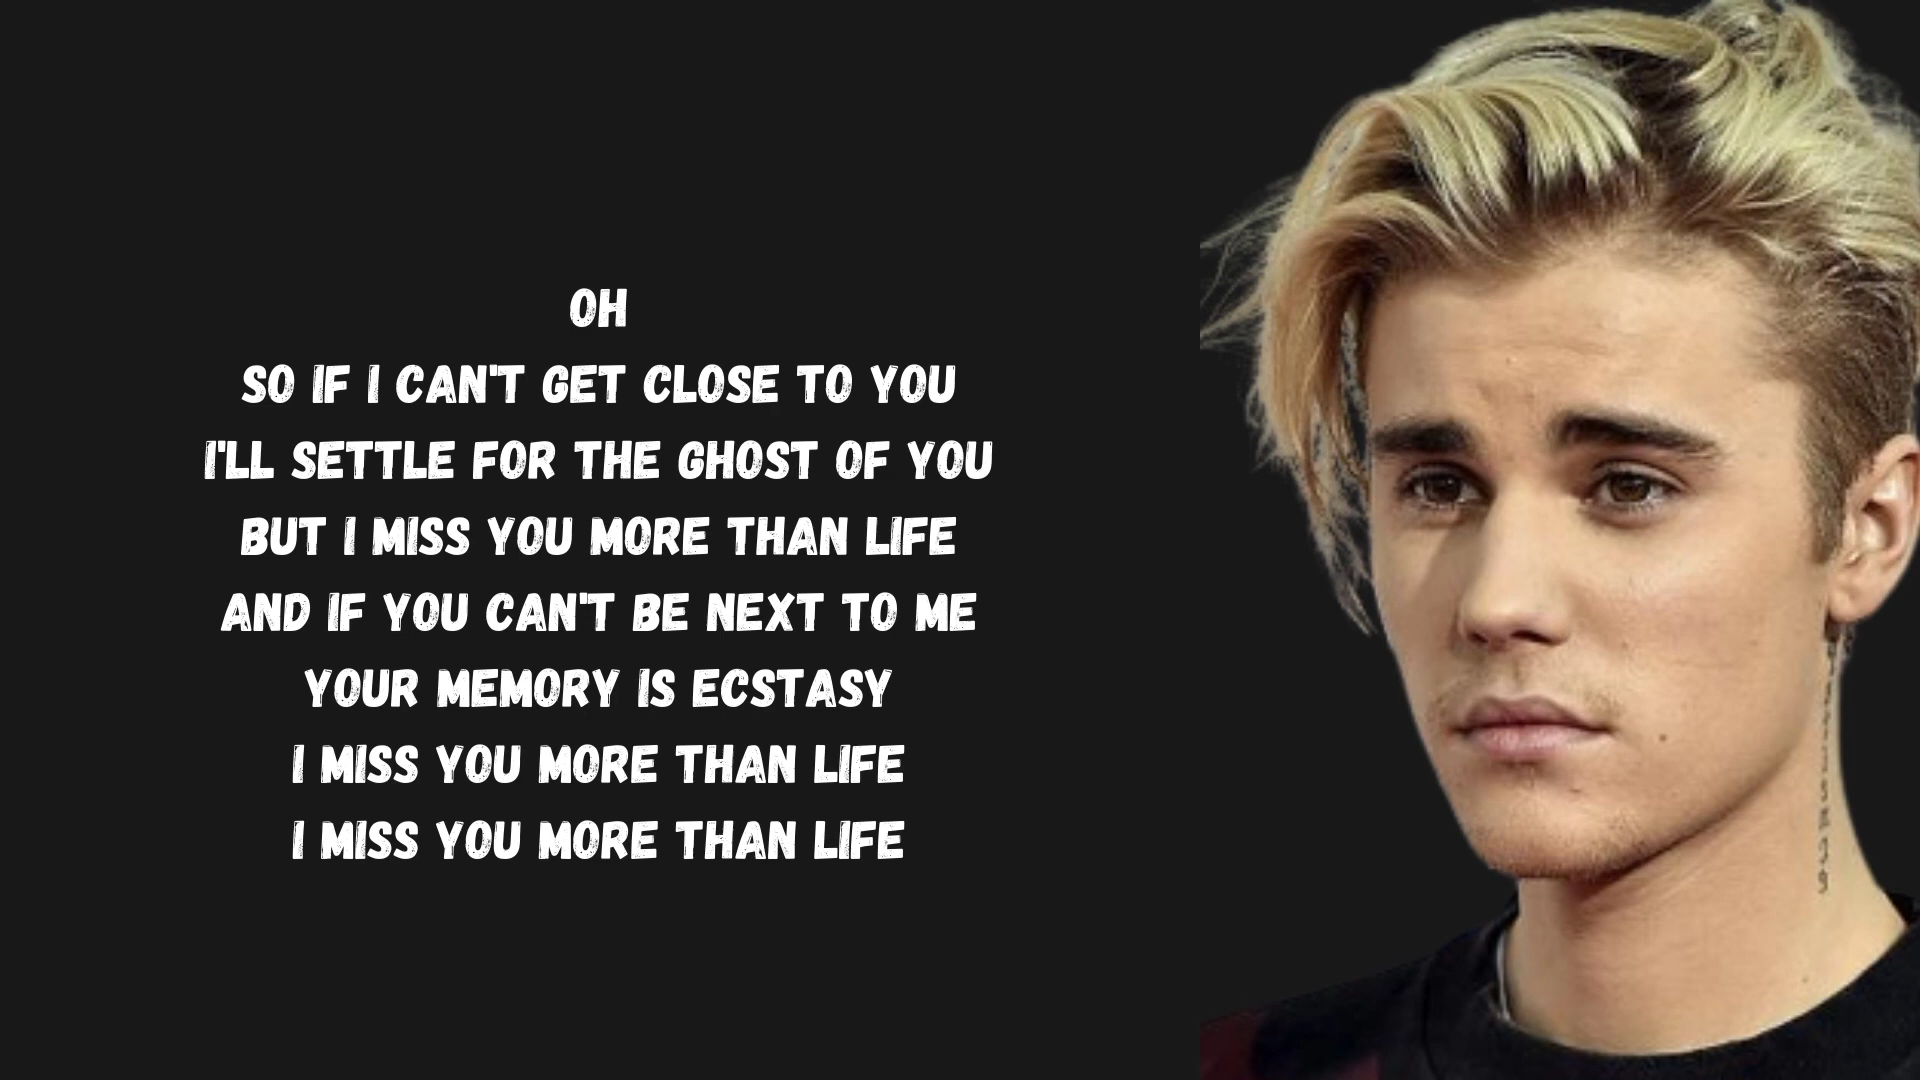 OH
SO IF I CAN'T GET CLOSE TO YOU
I'LL SETTLE FOR THE GHOST OF YOU
BUT I MISS YOU MORE THAN LIFE
AND IF YOU CAN'T BE NEXT TO ME
YOUR MEMORY IS ECSTASY
I MISS YOU MORE THAN LIFE
I MISS YOU MORE THAN LIFE